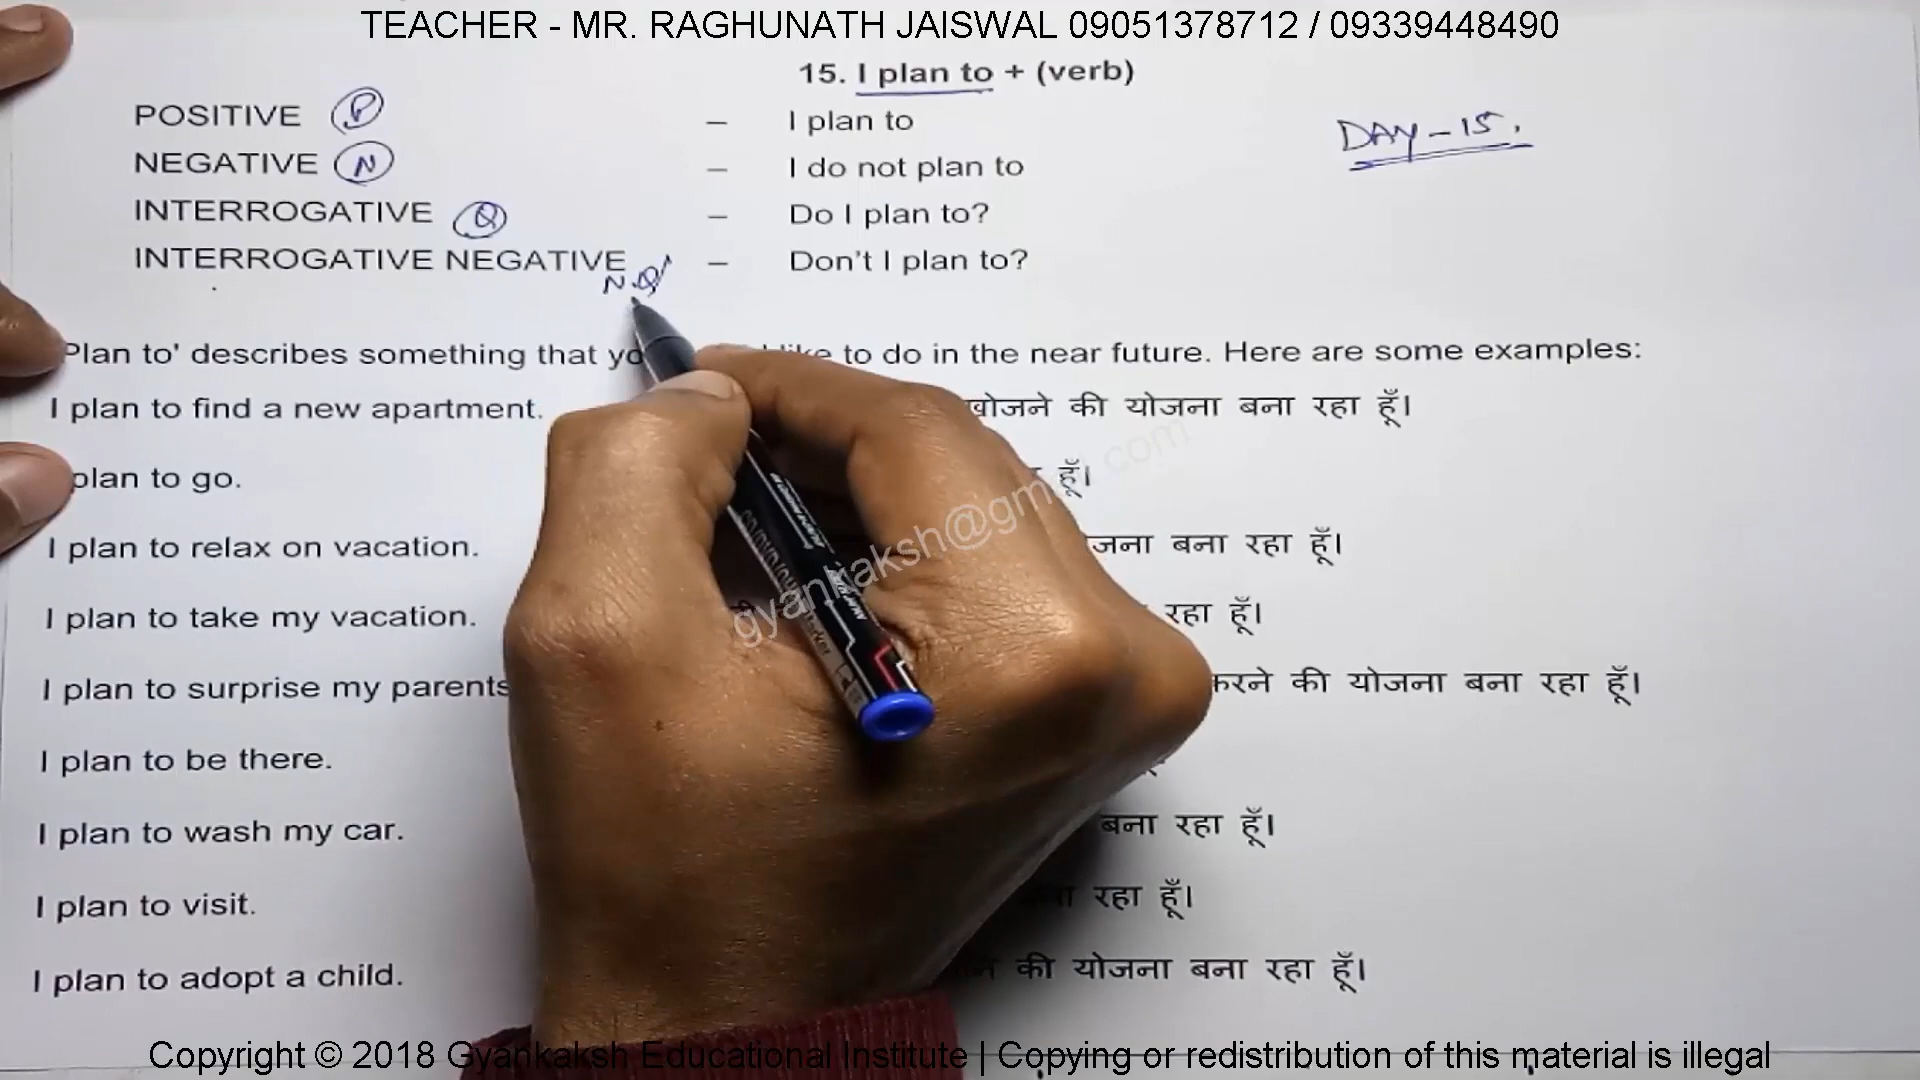 TEACHER - MR. RAGHUNATH JAISWAL 09051378712 / 09339448490
15. I plan to + (verb)
POSITIVE P – I plan to
DAY-15.
NEGATIVE N – I do not plan to
INTERROGATIVE Q – Do I plan to?
INTERROGATIVE NEGATIVE – Don't I plan to?
N.Q
Plan to' describes something that like to do in the near future. Here are some examples:
I plan to find a new apartment. खोजने की योजना बना रहा हूँ।
plan to go. हूँ।
I plan to relax on vacation. बना रहा हूँ।
I plan to take my vacation. रहा हूँ।
I plan to surprise my parents करने की योजना बना रहा हूँ।
I plan to be there.
I plan to wash my car. बना रहा हूँ।
I plan to visit. रहा हूँ।
I plan to adopt a child. की योजना बना रहा हूँ।
gyankaksh@gmail.com
Copyright © 2018 Gyankaksh Educational Institute | Copying or redistribution of this material is illegal